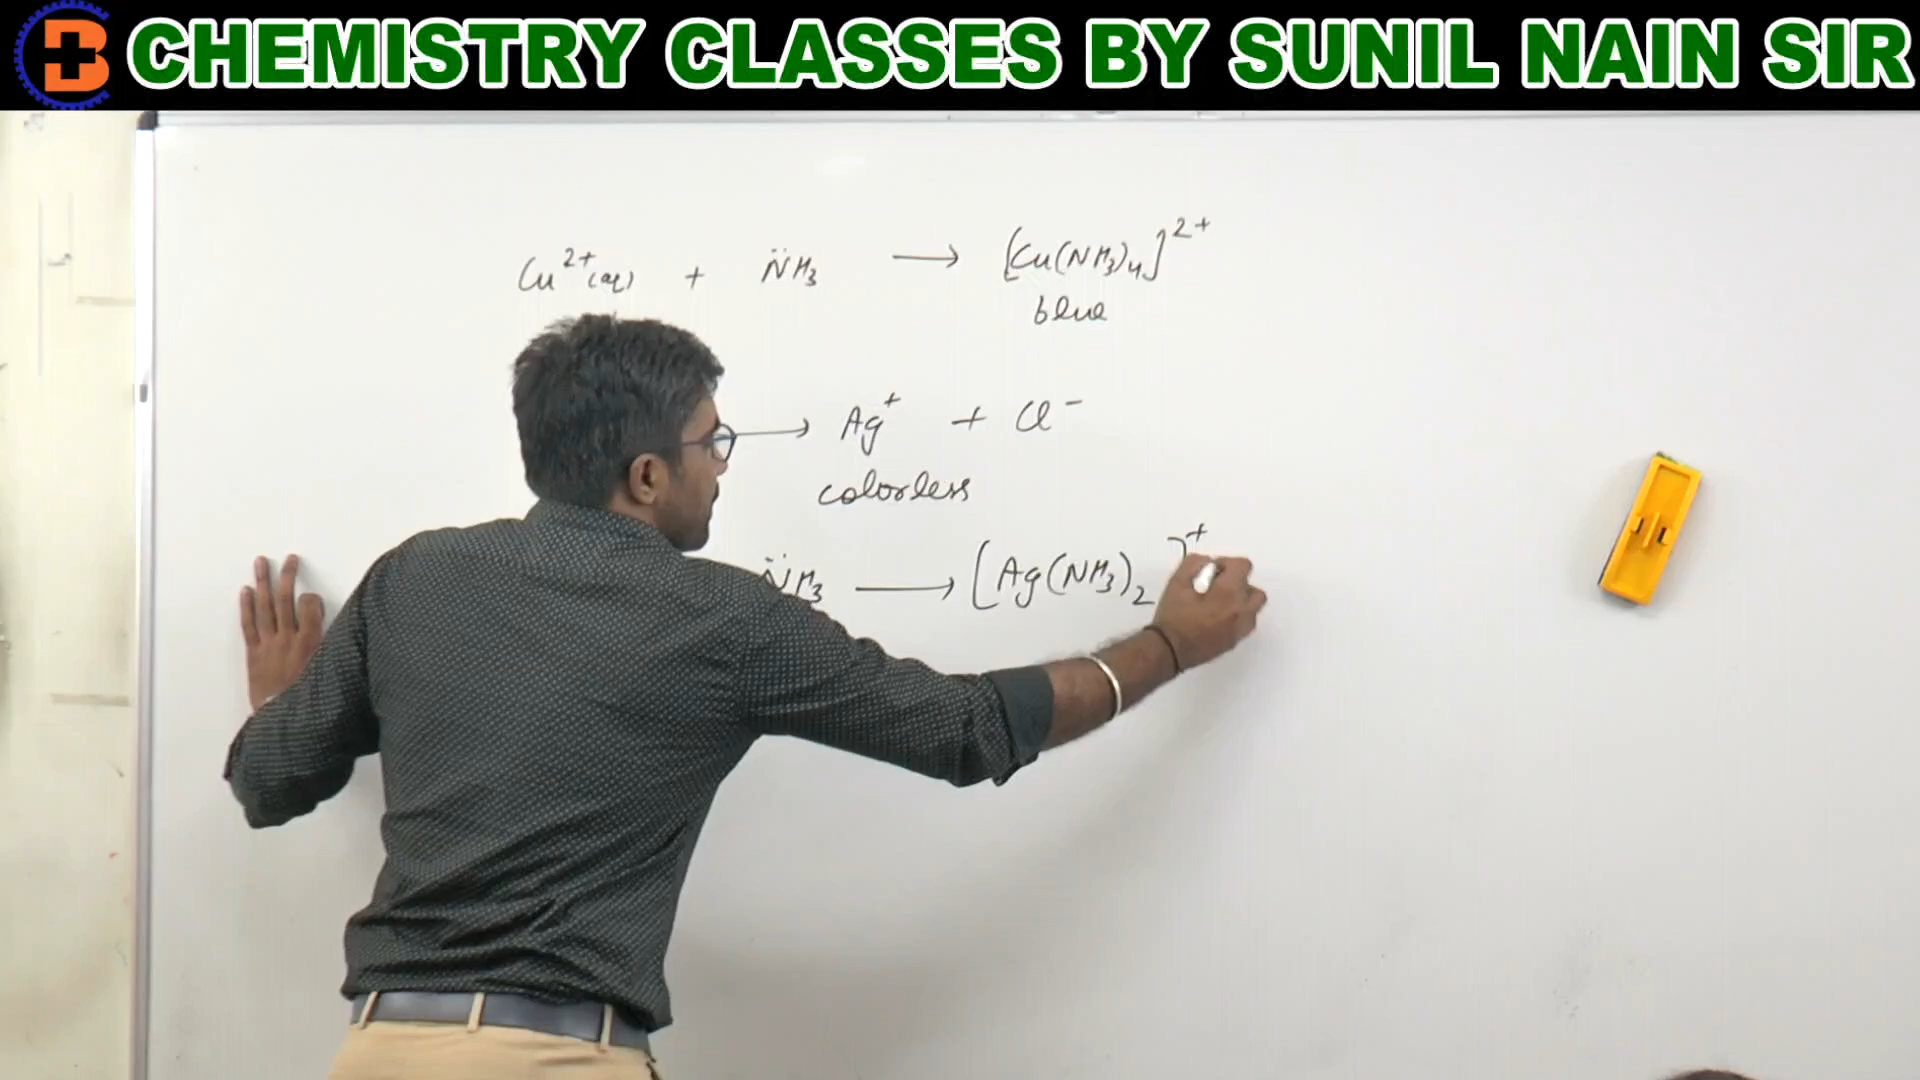 CHEMISTRY CLASSES BY SUNIL NAIN SIR
Cu²⁺(aq) + N̈H₃ ⟶ [Cu(NH₃)₄]²⁺
blue
⟶ Ag⁺ + Cl⁻
colorless
N̈H₃ ⟶ [Ag(NH₃)₂]⁺